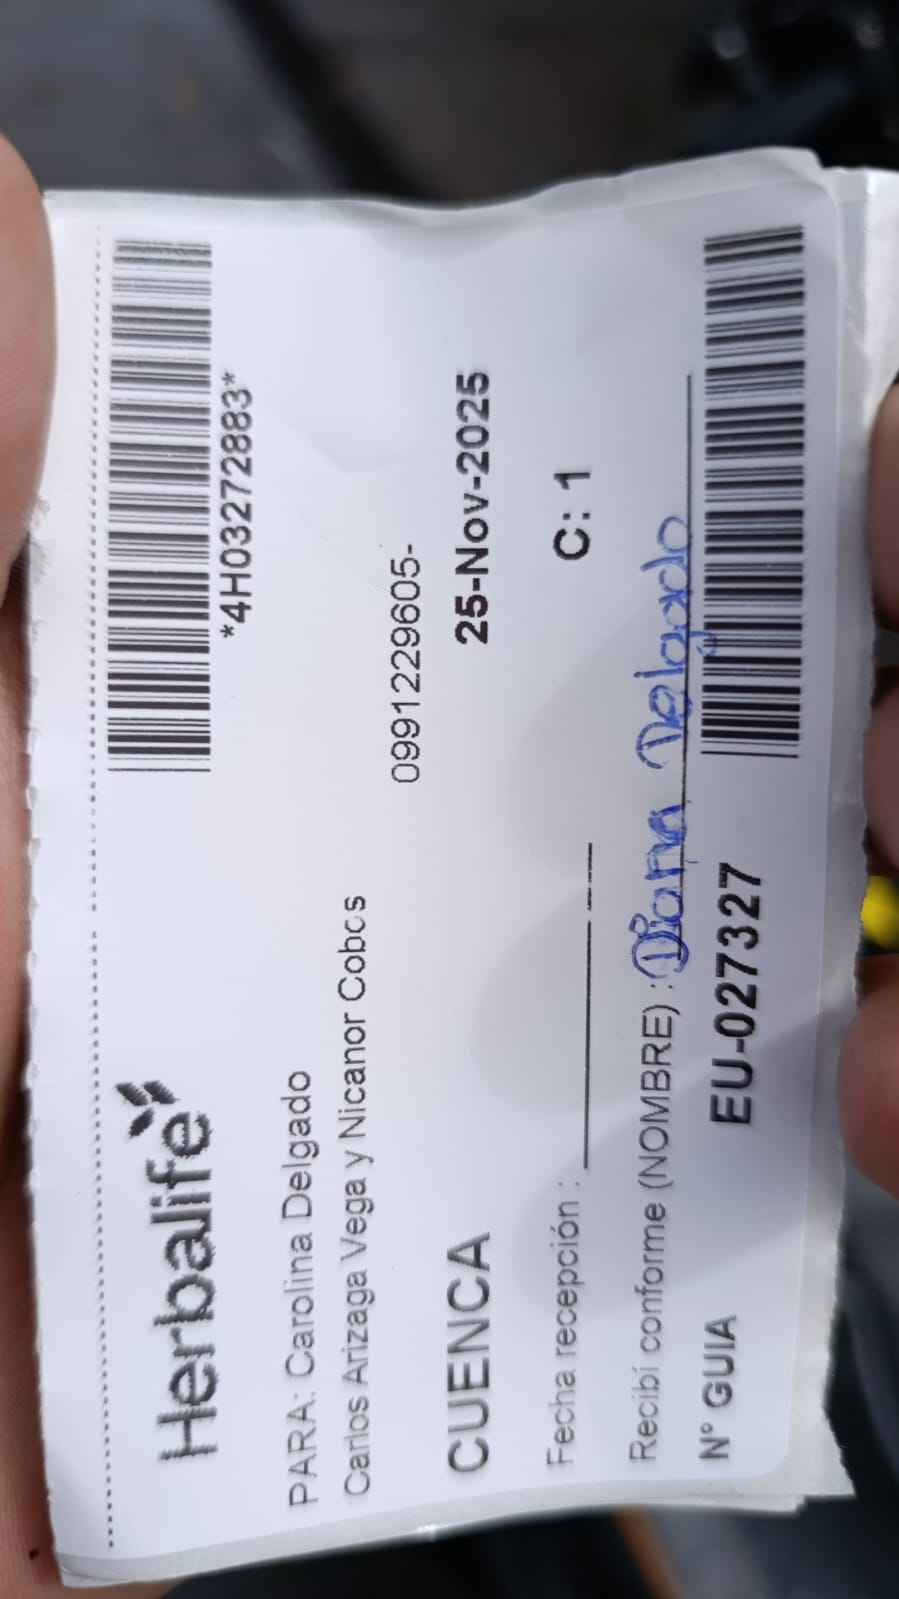 Herbalife
*4H03272883*
PARA: Carolina Delgado
Carlos Arizaga Vega y Nicanor Cobos
0991229605-
CUENCA 25-Nov-2025
Fecha recepción : C: 1
Recibí conforme (NOMBRE) : Diana Delgado
N° GUIA EU-027327